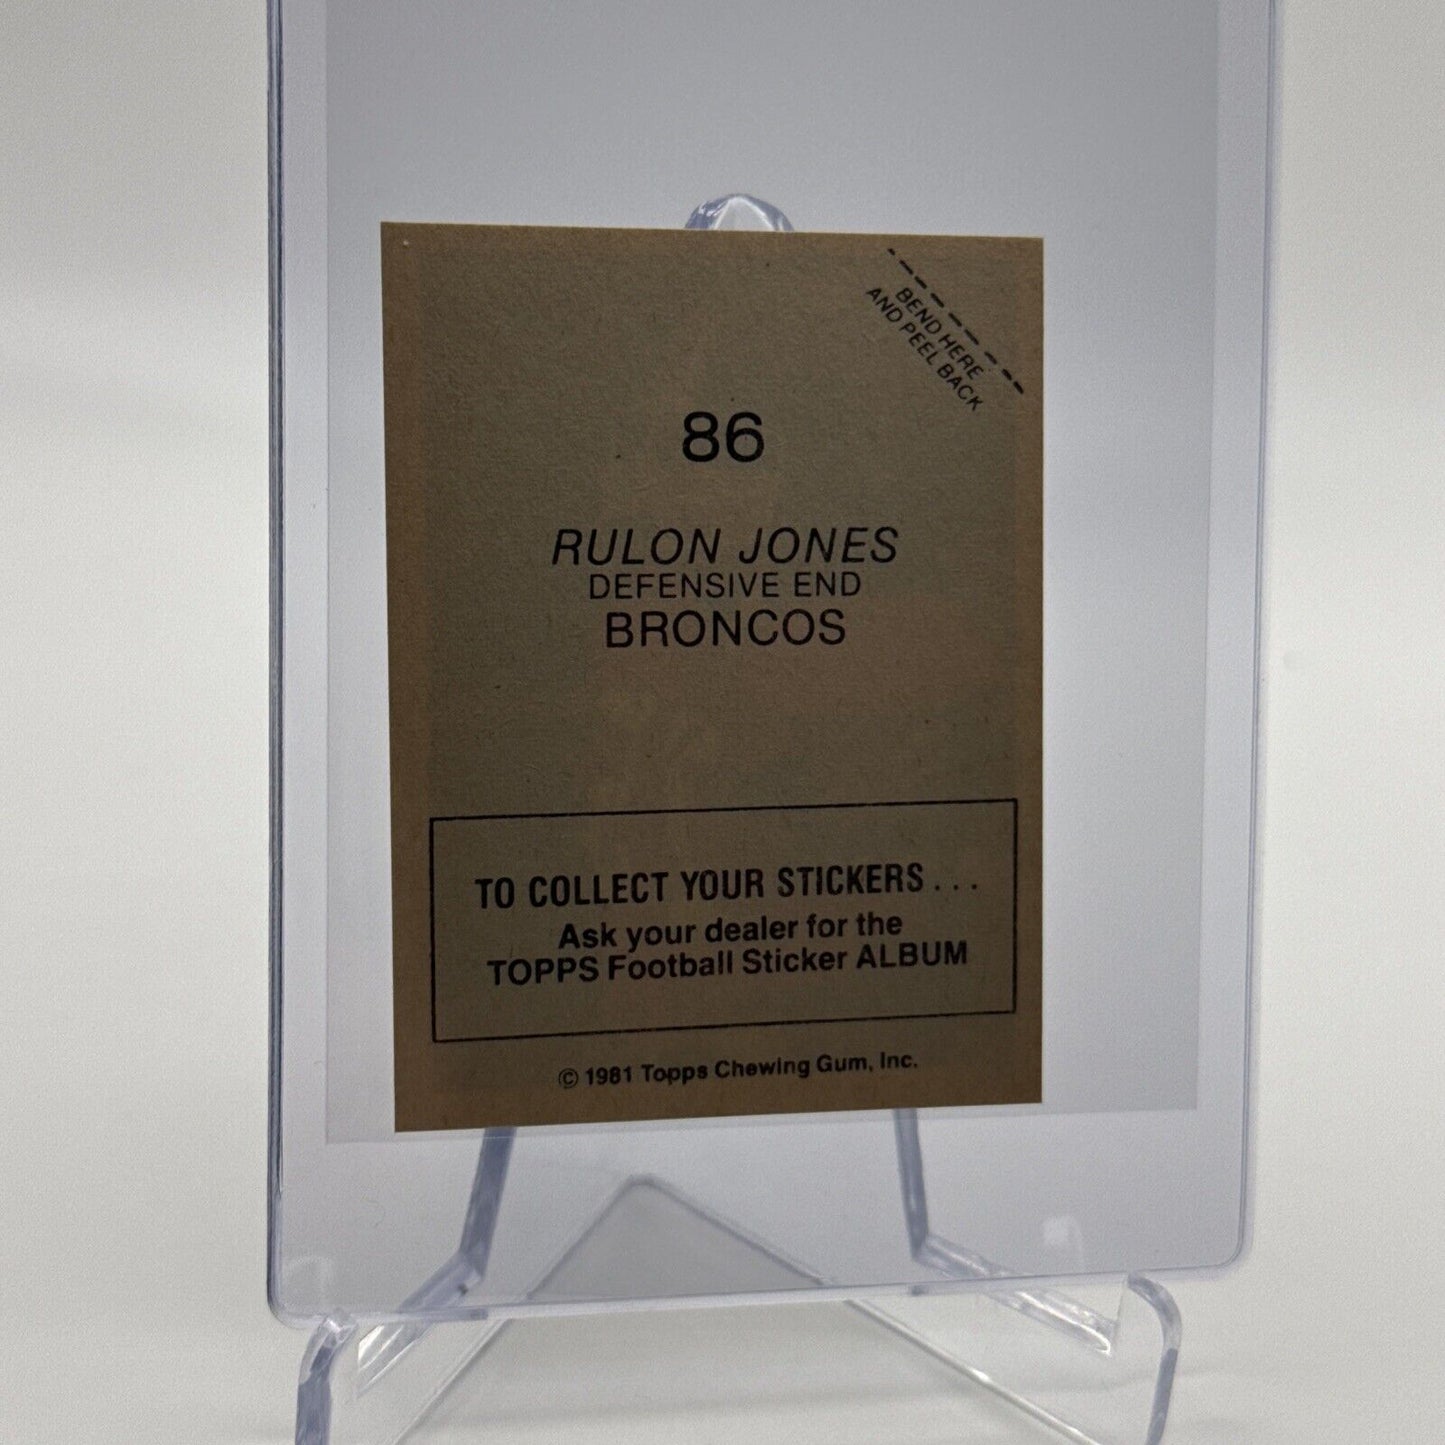 BEND HERE
AND PEEL BACK
86
RULON JONES
DEFENSIVE END
BRONCOS
TO COLLECT YOUR STICKERS...
Ask your dealer for the
TOPPS Football Sticker ALBUM
© 1981 Topps Chewing Gum, Inc.